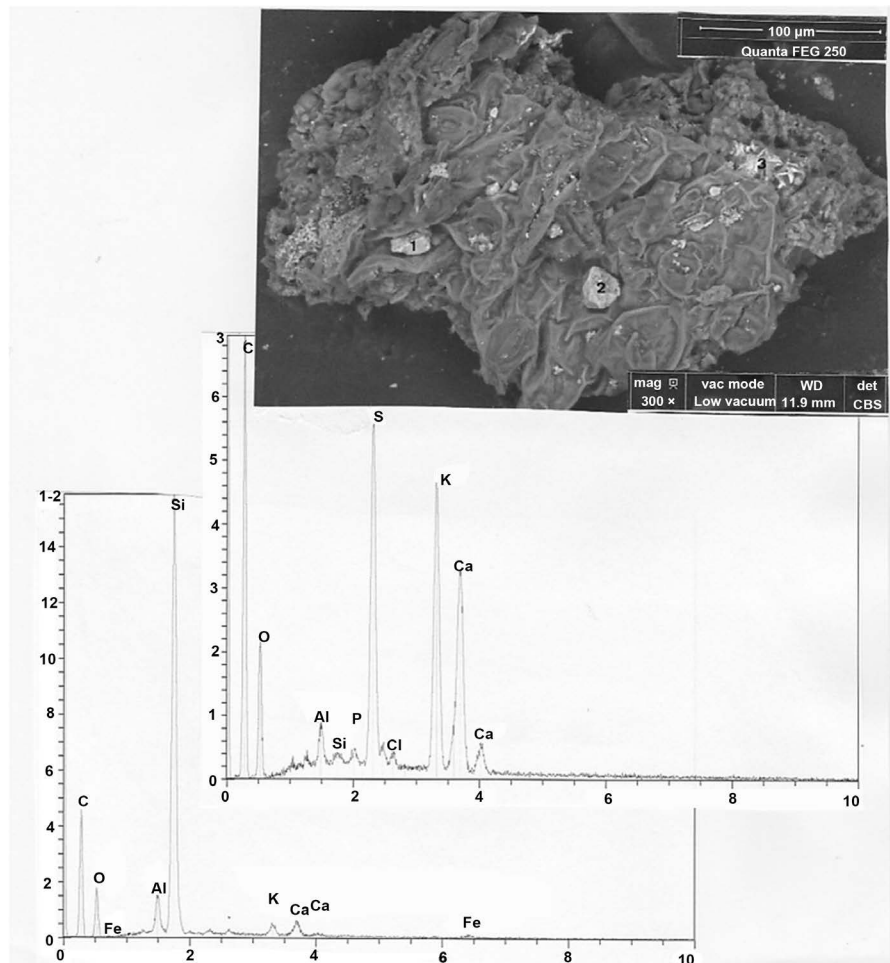 100 µm
Quanta FEG 250
3
1
2
mag vac mode WD det
300 × Low vacuum 11.9 mm CBS
3
C
6
S
5
K
4
Ca
3
O
2
Al
P
1
Si
Cl
Ca
0
0 2 4 6 8 10
1-2
Si
14
12
10
8
6
C
4
O
2
Al
K
Ca
Ca
Fe
Fe
0
0 2 4 6 8 10